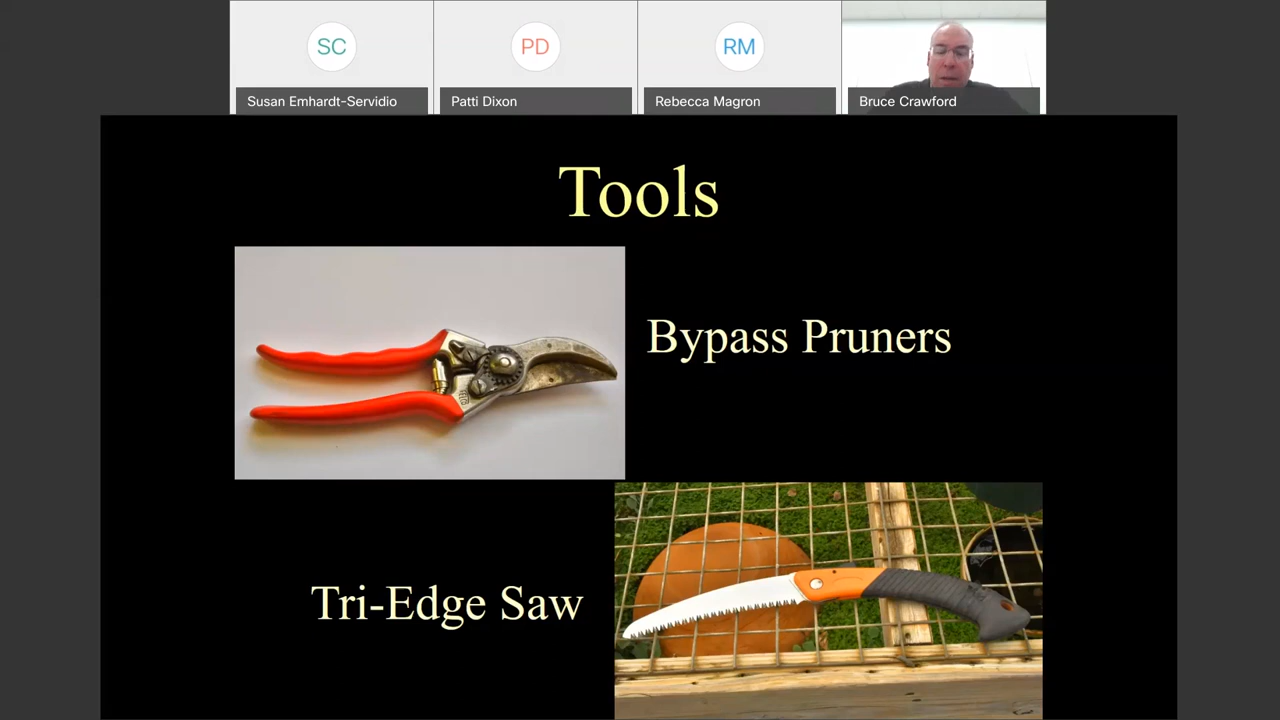 SC
PD
RM
Susan Emhardt-Servidio
Patti Dixon
Rebecca Magron
Bruce Crawford
Tools
Bypass Pruners
Tri-Edge Saw